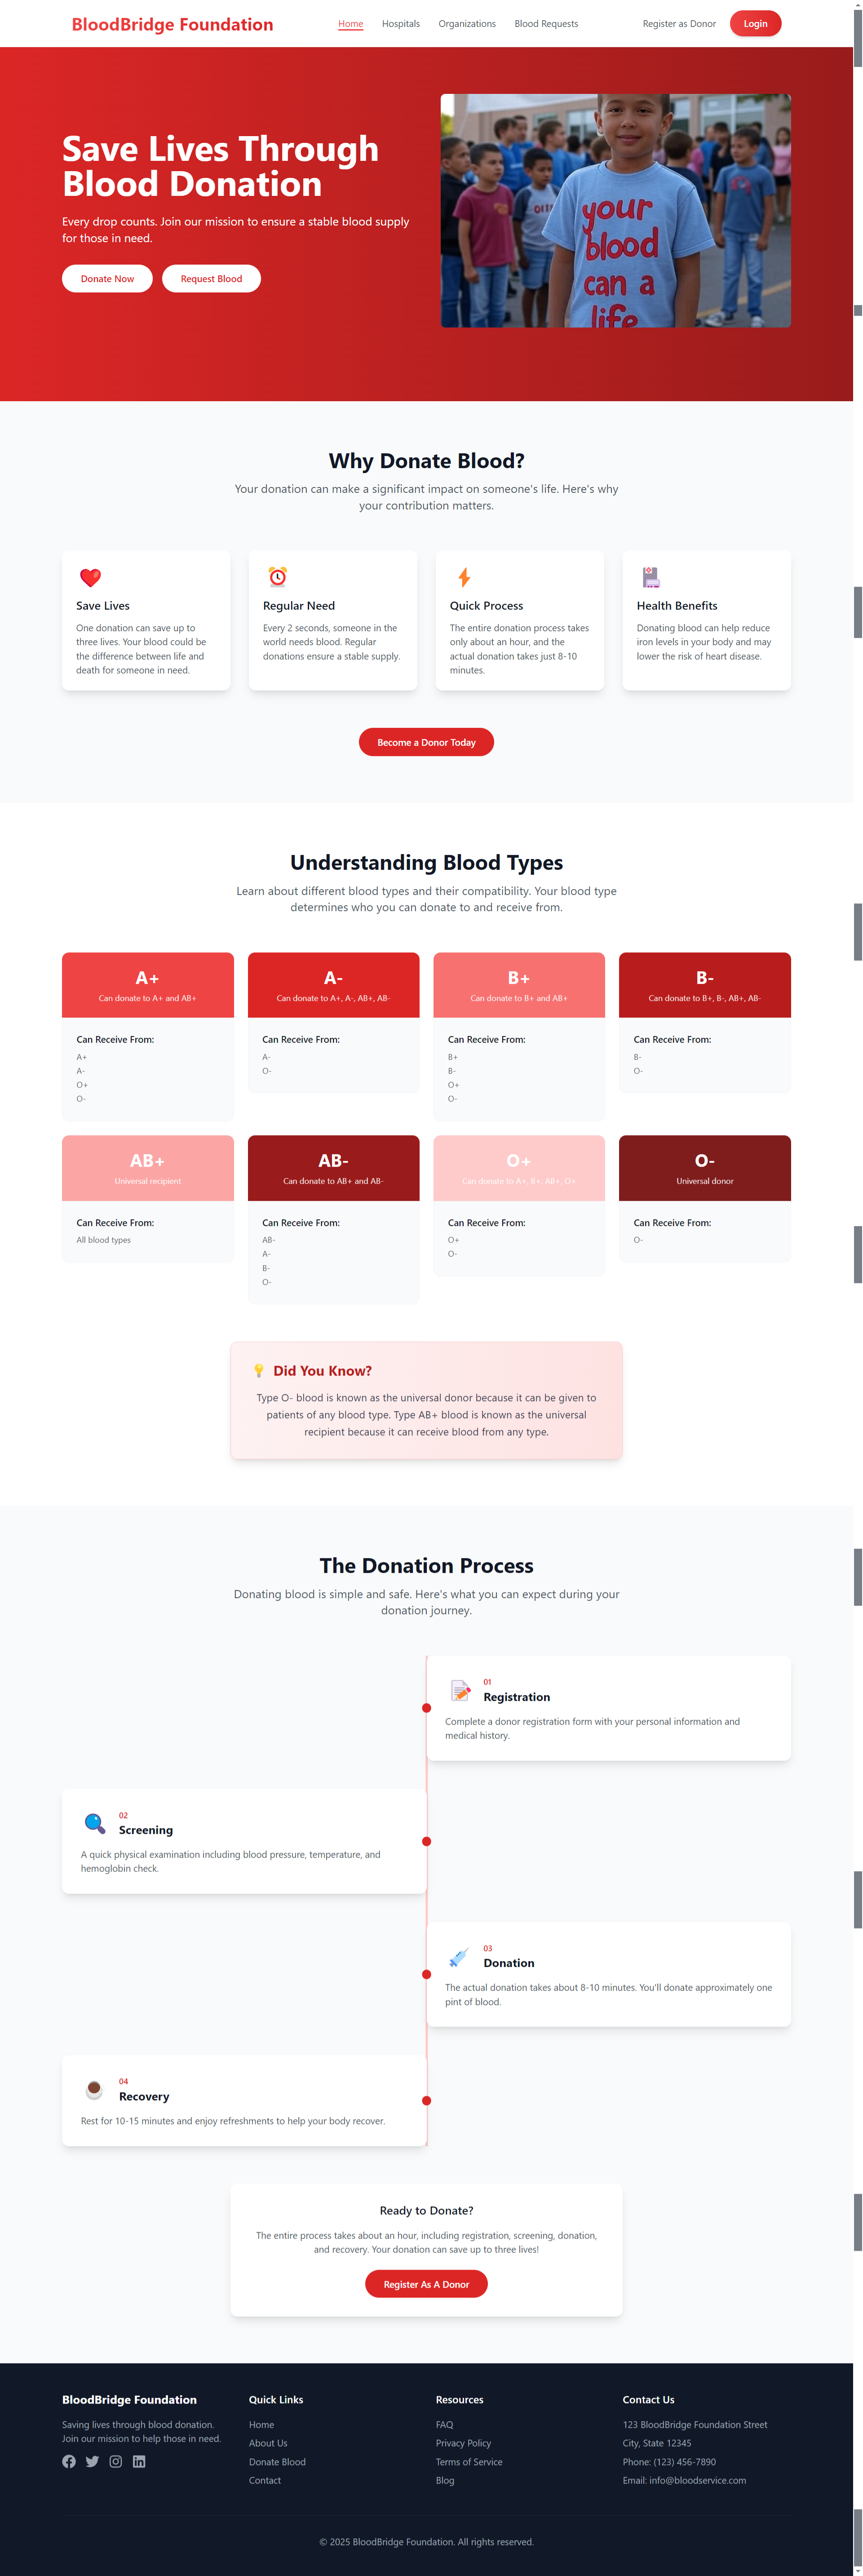 BloodBridge Foundation
Home
Hospitals
Organizations
Blood Requests
Register as Donor
Login
Save Lives Through
Blood Donation
Every drop counts. Join our mission to ensure a stable blood supply
for those in need.
Donate Now
Request Blood
your
blood
can a
life
Why Donate Blood?
Your donation can make a significant impact on someone's life. Here's why
your contribution matters.
Save Lives
One donation can save up to
three lives. Your blood could be
the difference between life and
death for someone in need.
Regular Need
Every 2 seconds, someone in the
world needs blood. Regular
donations ensure a stable supply.
Quick Process
The entire donation process takes
only about an hour, and the
actual donation takes just 8-10
minutes.
Health Benefits
Donating blood can help reduce
iron levels in your body and may
lower the risk of heart disease.
Become a Donor Today
Understanding Blood Types
Learn about different blood types and their compatibility. Your blood type
determines who you can donate to and receive from.
A+
Can donate to A+ and AB+
Can Receive From:
A+
A-
O+
O-
A-
Can donate to A+, A-, AB+, AB-
Can Receive From:
A-
O-
B+
Can donate to B+ and AB+
Can Receive From:
B+
B-
O+
O-
B-
Can donate to B+, B-, AB+, AB-
Can Receive From:
B-
O-
AB+
Universal recipient
Can Receive From:
All blood types
AB-
Can donate to AB+ and AB-
Can Receive From:
AB-
A-
B-
O-
O+
Can donate to A+, B+, AB+, O+
Can Receive From:
O+
O-
O-
Universal donor
Can Receive From:
O-
Did You Know?
Type O- blood is known as the universal donor because it can be given to
patients of any blood type. Type AB+ blood is known as the universal
recipient because it can receive blood from any type.
The Donation Process
Donating blood is simple and safe. Here's what you can expect during your
donation journey.
01
Registration
Complete a donor registration form with your personal information and
medical history.
02
Screening
A quick physical examination including blood pressure, temperature, and
hemoglobin check.
03
Donation
The actual donation takes about 8-10 minutes. You'll donate approximately one
pint of blood.
04
Recovery
Rest for 10-15 minutes and enjoy refreshments to help your body recover.
Ready to Donate?
The entire process takes about an hour, including registration, screening, donation,
and recovery. Your donation can save up to three lives!
Register As A Donor
BloodBridge Foundation
Saving lives through blood donation.
Join our mission to help those in need.
Quick Links
Home
About Us
Donate Blood
Contact
Resources
FAQ
Privacy Policy
Terms of Service
Blog
Contact Us
123 BloodBridge Foundation Street
City, State 12345
Phone: (123) 456-7890
Email: info@bloodservice.com
© 2025 BloodBridge Foundation. All rights reserved.